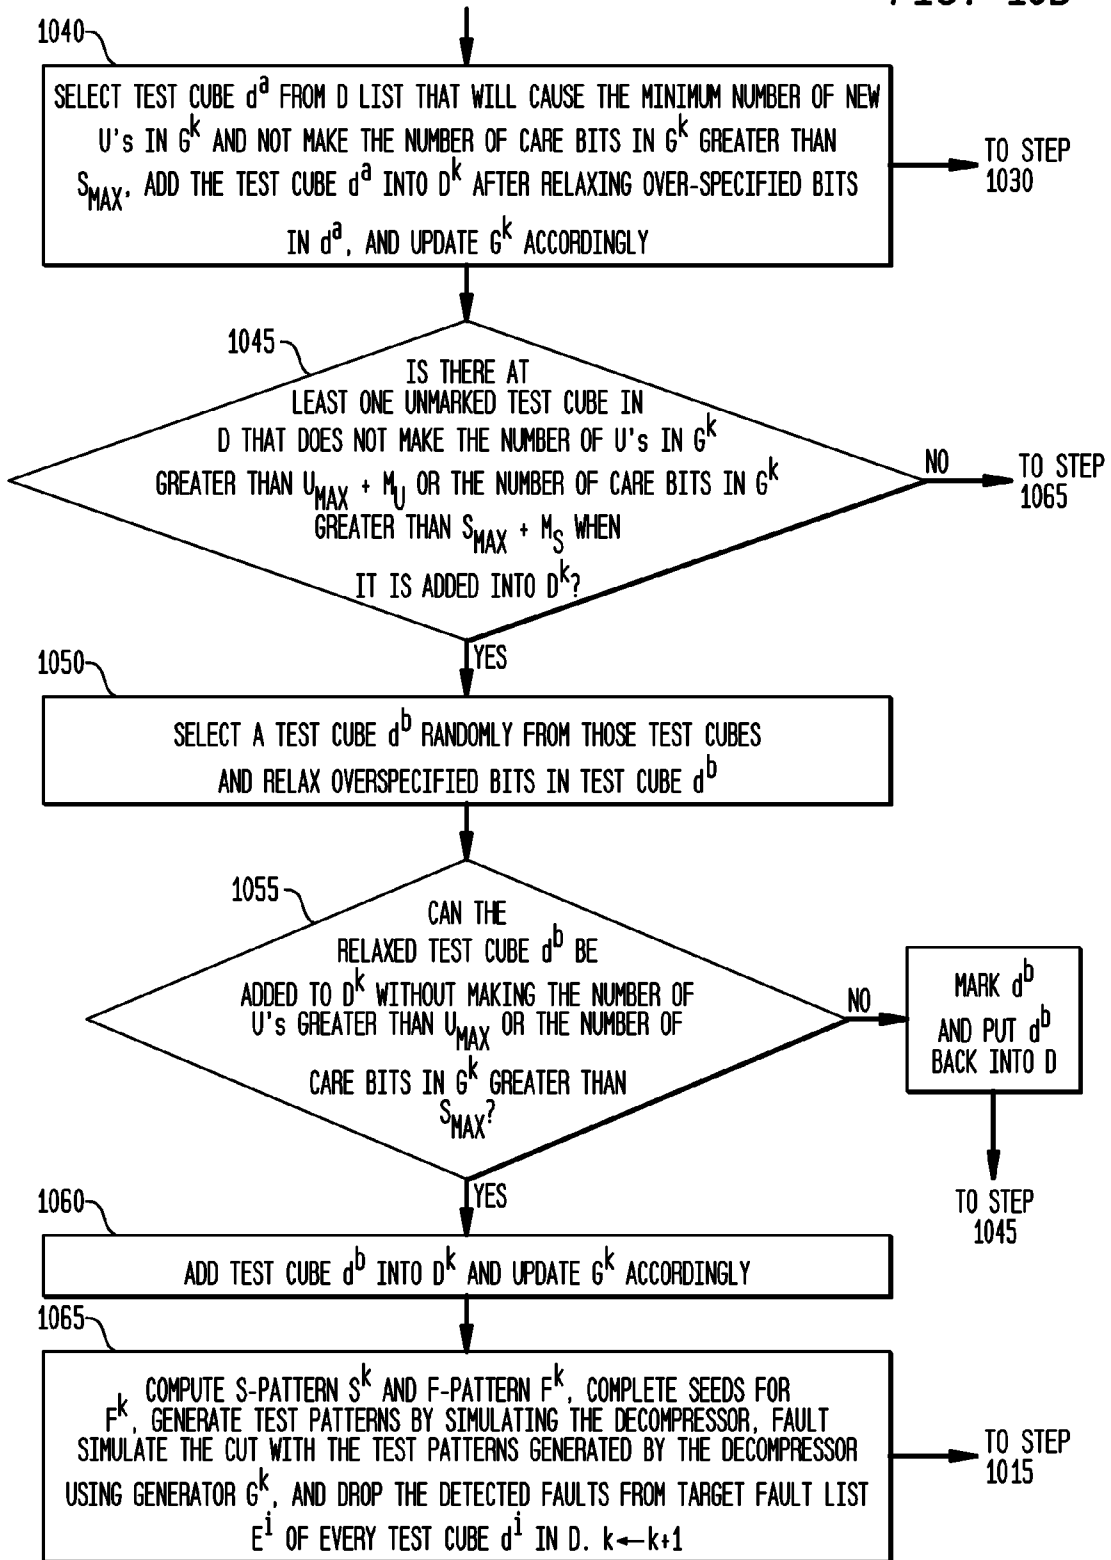 FIG. 10B
1040
SELECT TEST CUBE d^a FROM D LIST THAT WILL CAUSE THE MINIMUM NUMBER OF NEW
U's IN G^k AND NOT MAKE THE NUMBER OF CARE BITS IN G^k GREATER THAN
S_MAX, ADD THE TEST CUBE d^a INTO D^k AFTER RELAXING OVER-SPECIFIED BITS
IN d^a, AND UPDATE G^k ACCORDINGLY
TO STEP
1030
1045
IS THERE AT
LEAST ONE UNMARKED TEST CUBE IN
D THAT DOES NOT MAKE THE NUMBER OF U's IN G^k
GREATER THAN U_MAX + M_U OR THE NUMBER OF CARE BITS IN G^k
GREATER THAN S_MAX + M_S WHEN
IT IS ADDED INTO D^k?
NO
TO STEP
1065
YES
1050
SELECT A TEST CUBE d^b RANDOMLY FROM THOSE TEST CUBES
AND RELAX OVERSPECIFIED BITS IN TEST CUBE d^b
1055
CAN THE
RELAXED TEST CUBE d^b BE
ADDED TO D^k WITHOUT MAKING THE NUMBER OF
U's GREATER THAN U_MAX OR THE NUMBER OF
CARE BITS IN G^k GREATER THAN
S_MAX?
NO
MARK d^b
AND PUT d^b
BACK INTO D
TO STEP
1045
YES
1060
ADD TEST CUBE d^b INTO D^k AND UPDATE G^k ACCORDINGLY
1065
COMPUTE S-PATTERN S^k AND F-PATTERN F^k, COMPLETE SEEDS FOR
F^k, GENERATE TEST PATTERNS BY SIMULATING THE DECOMPRESSOR, FAULT
SIMULATE THE CUT WITH THE TEST PATTERNS GENERATED BY THE DECOMPRESSOR
USING GENERATOR G^k, AND DROP THE DETECTED FAULTS FROM TARGET FAULT LIST
E^i OF EVERY TEST CUBE d^i IN D. k←k+1
TO STEP
1015